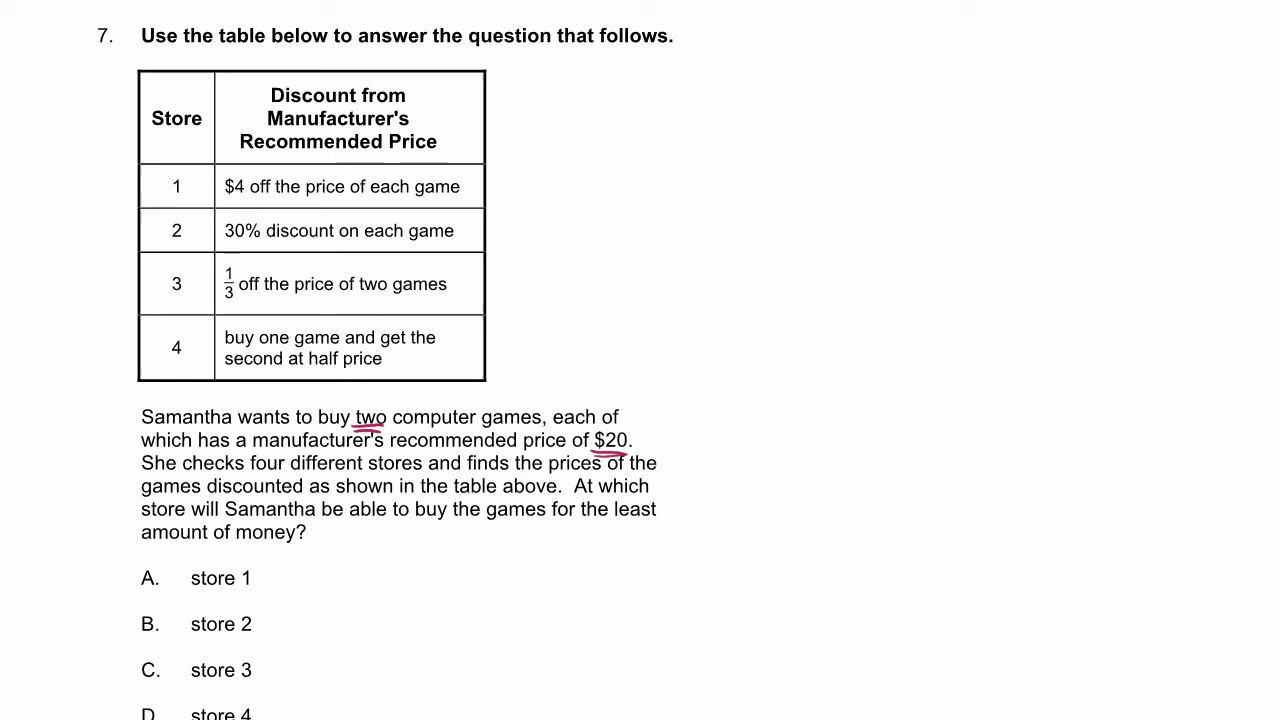 7. Use the table below to answer the question that follows.
Store
Discount from
Manufacturer's
Recommended Price
1 $4 off the price of each game
2 30% discount on each game
3 1/3 off the price of two games
4 buy one game and get the
second at half price
Samantha wants to buy two computer games, each of
which has a manufacturer's recommended price of $20.
She checks four different stores and finds the prices of the
games discounted as shown in the table above. At which
store will Samantha be able to buy the games for the least
amount of money?
A. store 1
B. store 2
C. store 3
D. store 4